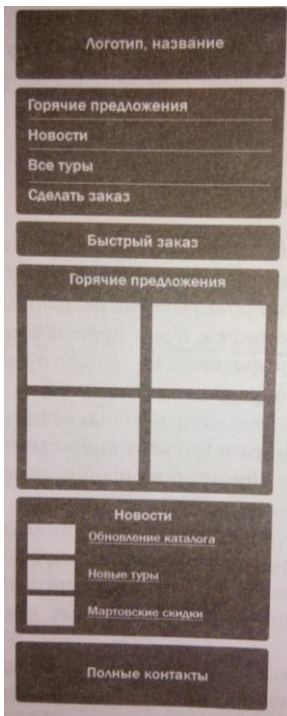 Логотип, название
Горячие предложения
Новости
Все туры
Сделать заказ
Быстрый заказ
Горячие предложения
Новости
Обновление каталога
Новые туры
Мартовские скидки
Полные контакты